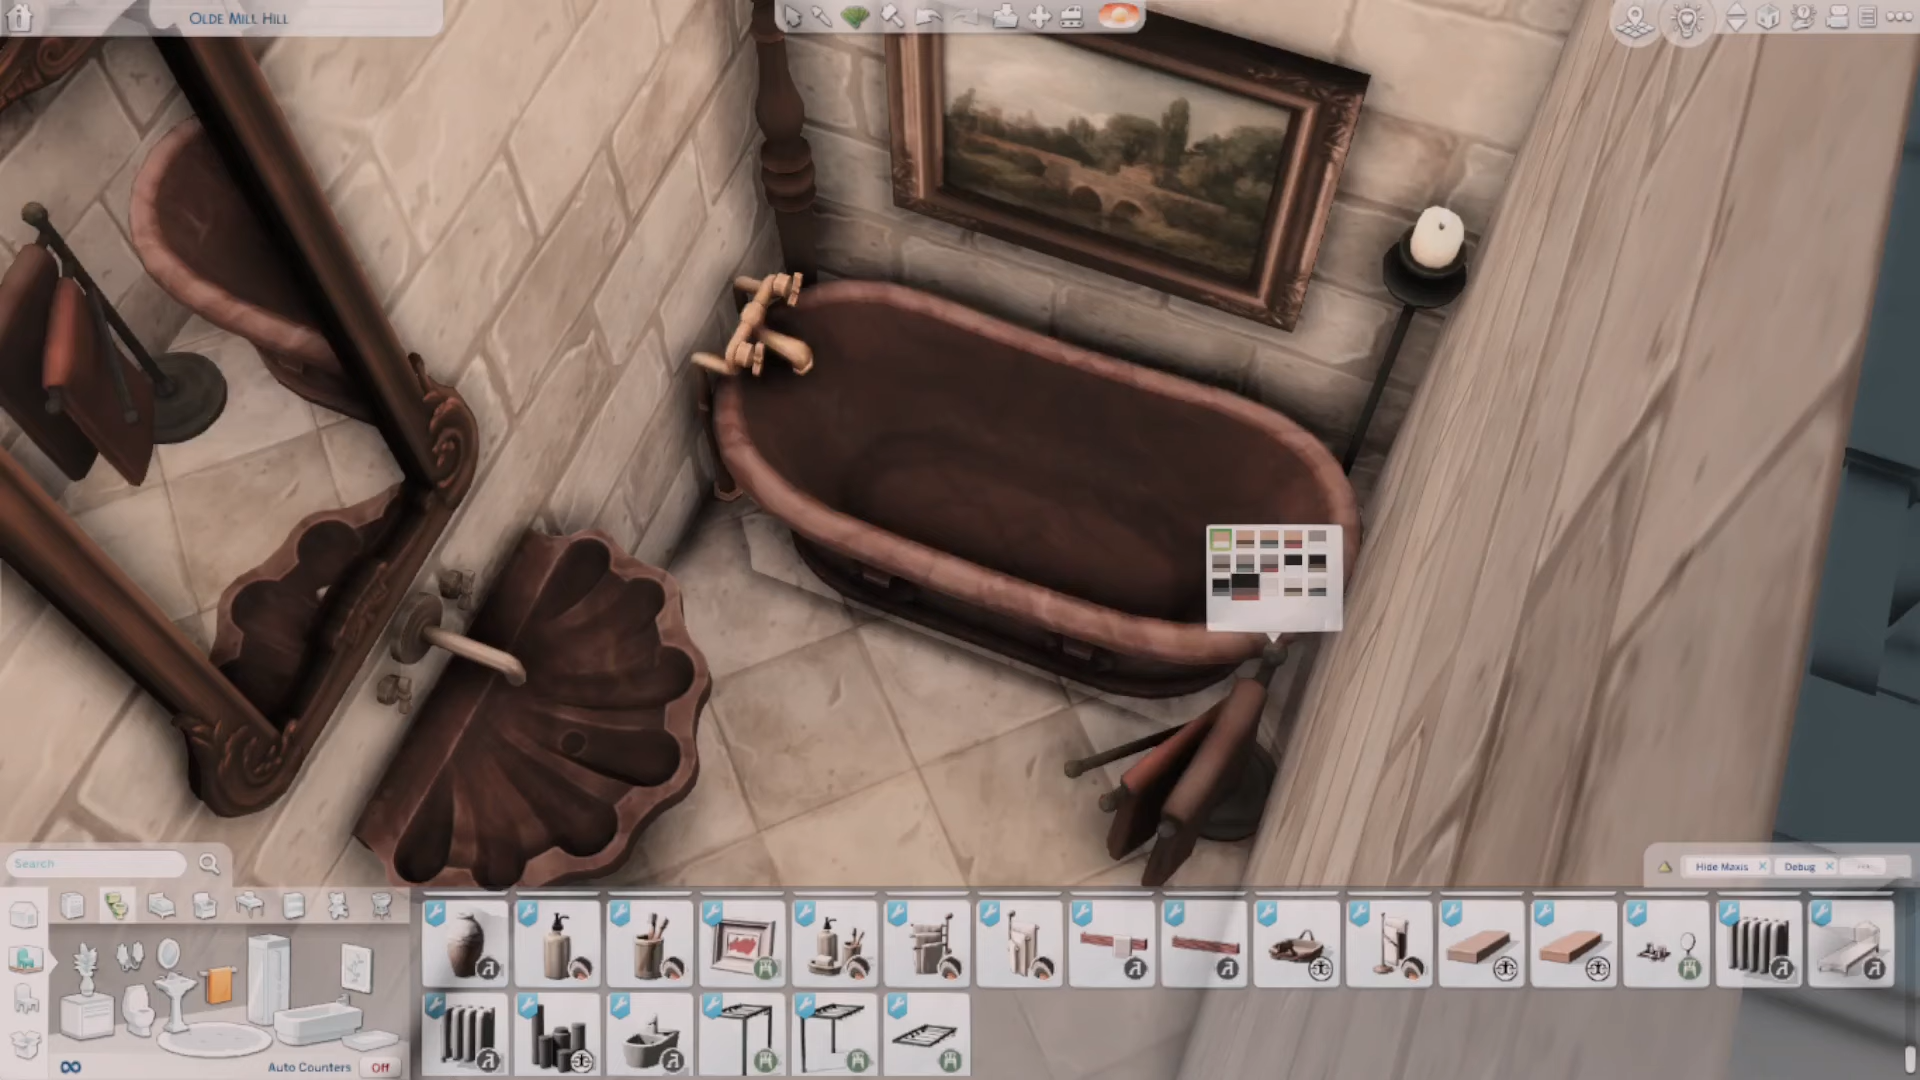 OLDE MILL HILL
Search
Hide Maxis
Debug
Auto Counters
Off